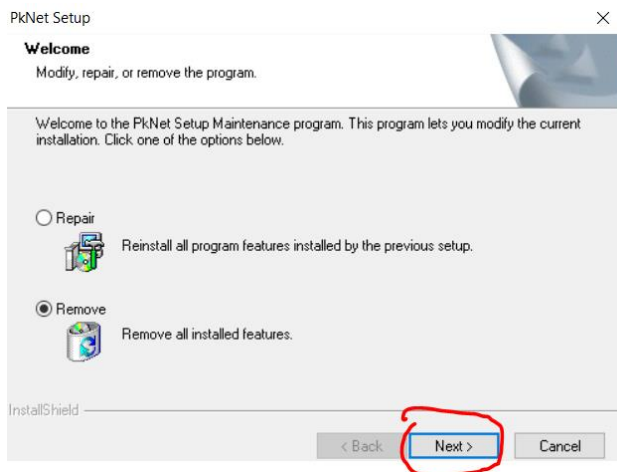 PkNet Setup
Welcome
Modify, repair, or remove the program.
Welcome to the PkNet Setup Maintenance program. This program lets you modify the current
installation. Click one of the options below.
Repair
Reinstall all program features installed by the previous setup.
Remove
Remove all installed features.
InstallShield
< Back Next > Cancel